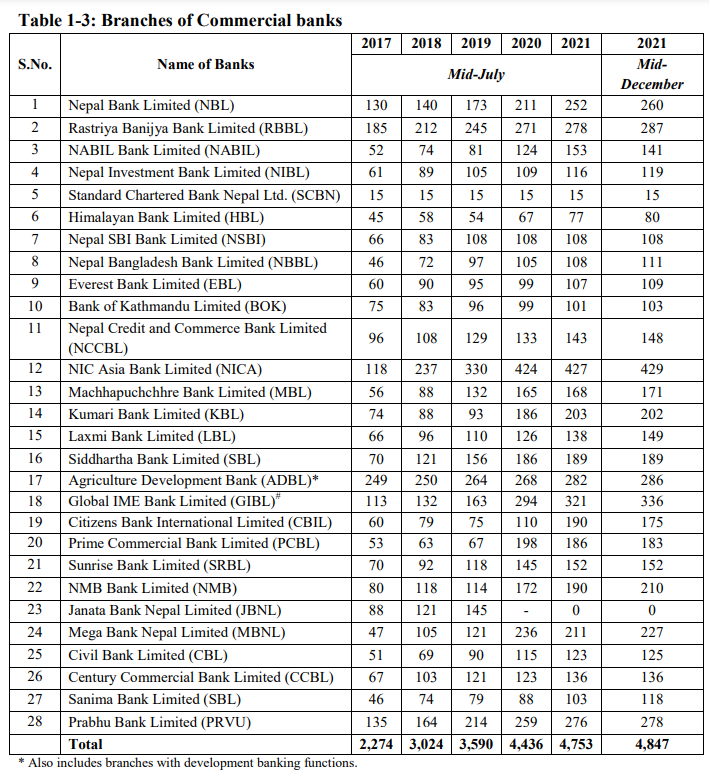 Table 1-3: Branches of Commercial banks
S.No. Name of Banks 2017 2018 2019 2020 2021 2021
Mid-July Mid-
December
1 Nepal Bank Limited (NBL) 130 140 173 211 252 260
2 Rastriya Banijya Bank Limited (RBBL) 185 212 245 271 278 287
3 NABIL Bank Limited (NABIL) 52 74 81 124 153 141
4 Nepal Investment Bank Limited (NIBL) 61 89 105 109 116 119
5 Standard Chartered Bank Nepal Ltd. (SCBN) 15 15 15 15 15 15
6 Himalayan Bank Limited (HBL) 45 58 54 67 77 80
7 Nepal SBI Bank Limited (NSBI) 66 83 108 108 108 108
8 Nepal Bangladesh Bank Limited (NBBL) 46 72 97 105 108 111
9 Everest Bank Limited (EBL) 60 90 95 99 107 109
10 Bank of Kathmandu Limited (BOK) 75 83 96 99 101 103
11 Nepal Credit and Commerce Bank Limited
(NCCBL) 96 108 129 133 143 148
12 NIC Asia Bank Limited (NICA) 118 237 330 424 427 429
13 Machhapuchchhre Bank Limited (MBL) 56 88 132 165 168 171
14 Kumari Bank Limited (KBL) 74 88 93 186 203 202
15 Laxmi Bank Limited (LBL) 66 96 110 126 138 149
16 Siddhartha Bank Limited (SBL) 70 121 156 186 189 189
17 Agriculture Development Bank (ADBL)* 249 250 264 268 282 286
18 Global IME Bank Limited (GIBL)# 113 132 163 294 321 336
19 Citizens Bank International Limited (CBIL) 60 79 75 110 190 175
20 Prime Commercial Bank Limited (PCBL) 53 63 67 198 186 183
21 Sunrise Bank Limited (SRBL) 70 92 118 145 152 152
22 NMB Bank Limited (NMB) 80 118 114 172 190 210
23 Janata Bank Nepal Limited (JBNL) 88 121 145 - 0 0
24 Mega Bank Nepal Limited (MBNL) 47 105 121 236 211 227
25 Civil Bank Limited (CBL) 51 69 90 115 123 125
26 Century Commercial Bank Limited (CCBL) 67 103 121 123 136 136
27 Sanima Bank Limited (SBL) 46 74 79 88 103 118
28 Prabhu Bank Limited (PRVU) 135 164 214 259 276 278
Total 2,274 3,024 3,590 4,436 4,753 4,847
* Also includes branches with development banking functions.